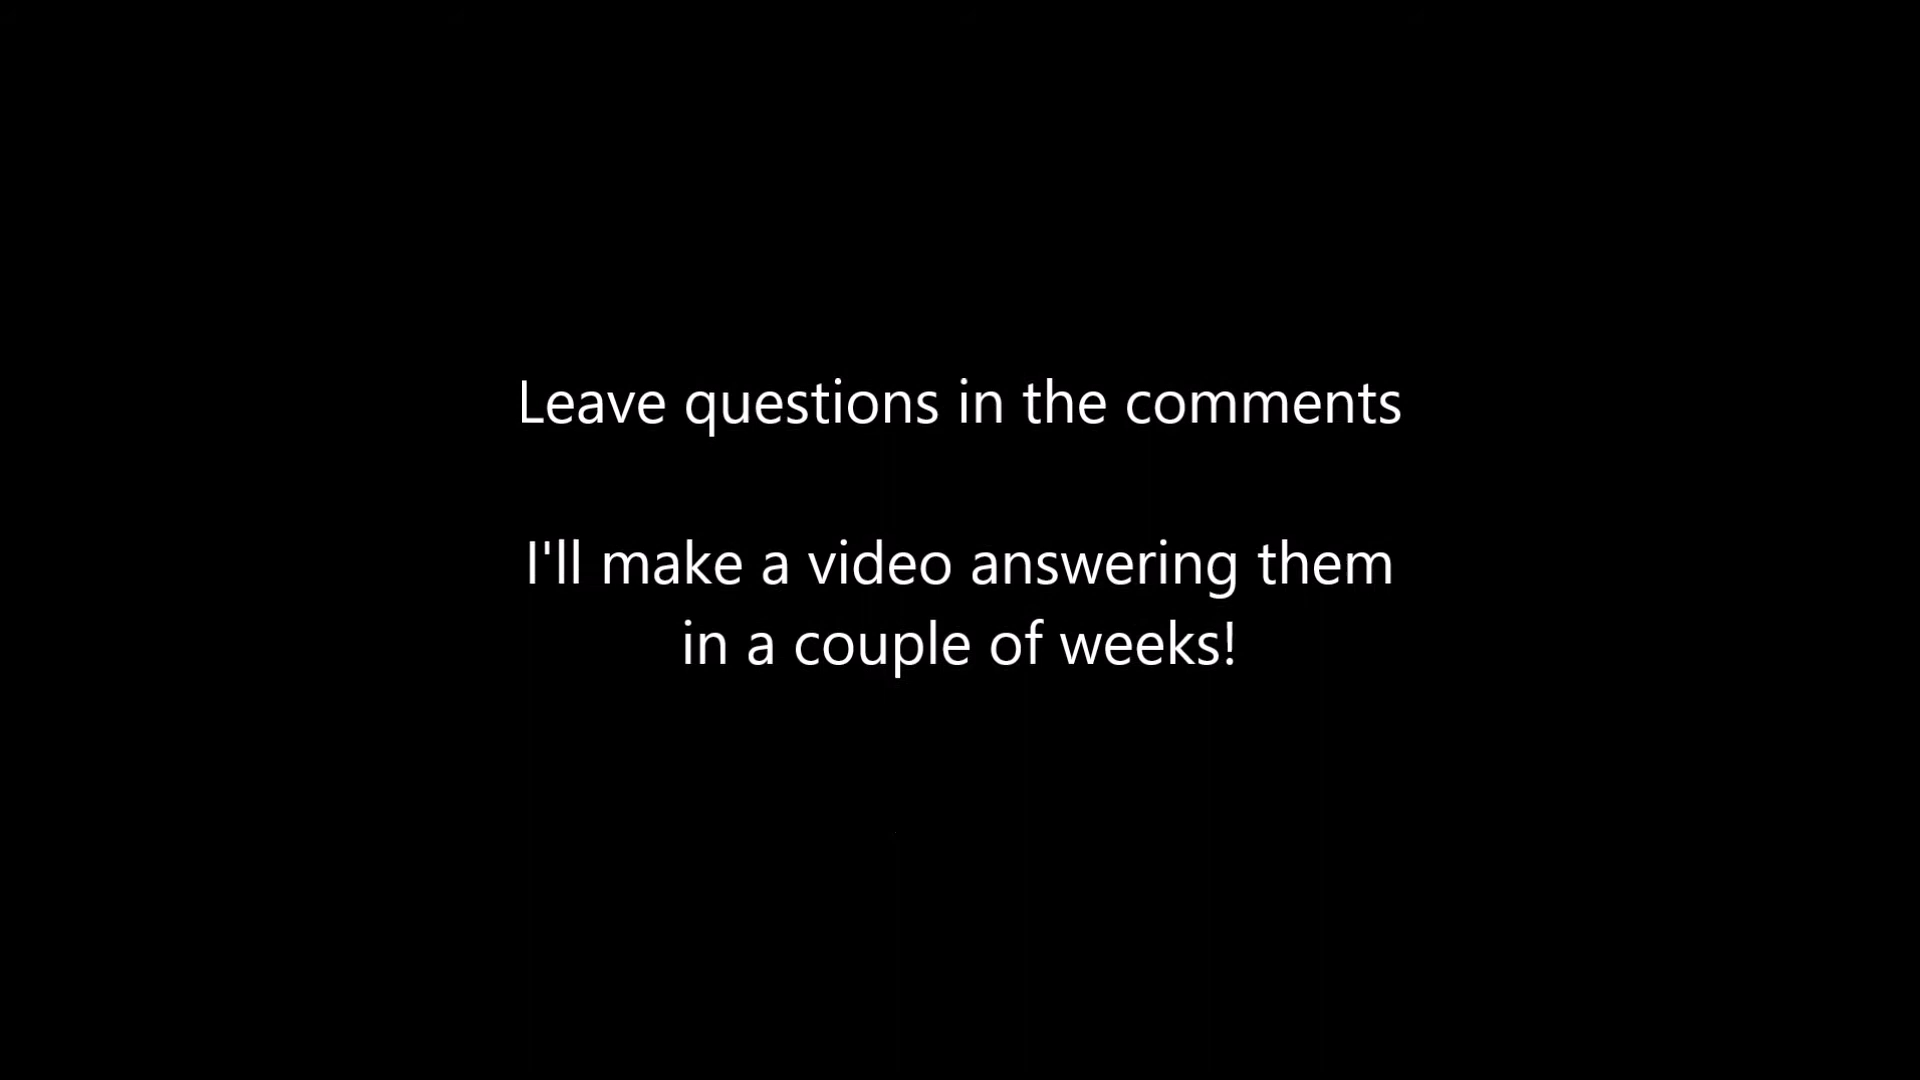 Leave questions in the comments
I'll make a video answering them
in a couple of weeks!